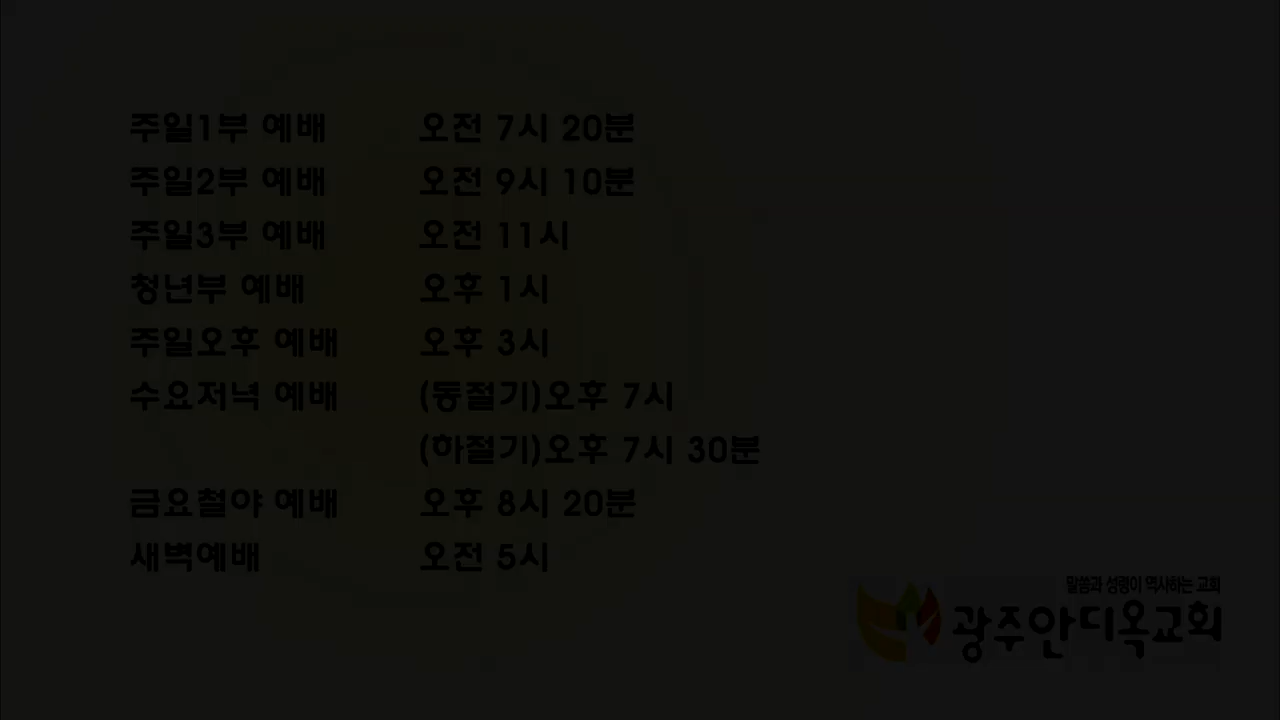 주일1부 예배 오전 7시 20분
주일2부 예배 오전 9시 10분
주일3부 예배 오전 11시
청년부 예배 오후 1시
주일오후 예배 오후 3시
수요저녁 예배 (동절기)오후 7시
(하절기)오후 7시 30분
금요철야 예배 오후 8시 20분
새벽예배 오전 5시
말씀과 성령이 역사하는 교회
광주안디옥교회